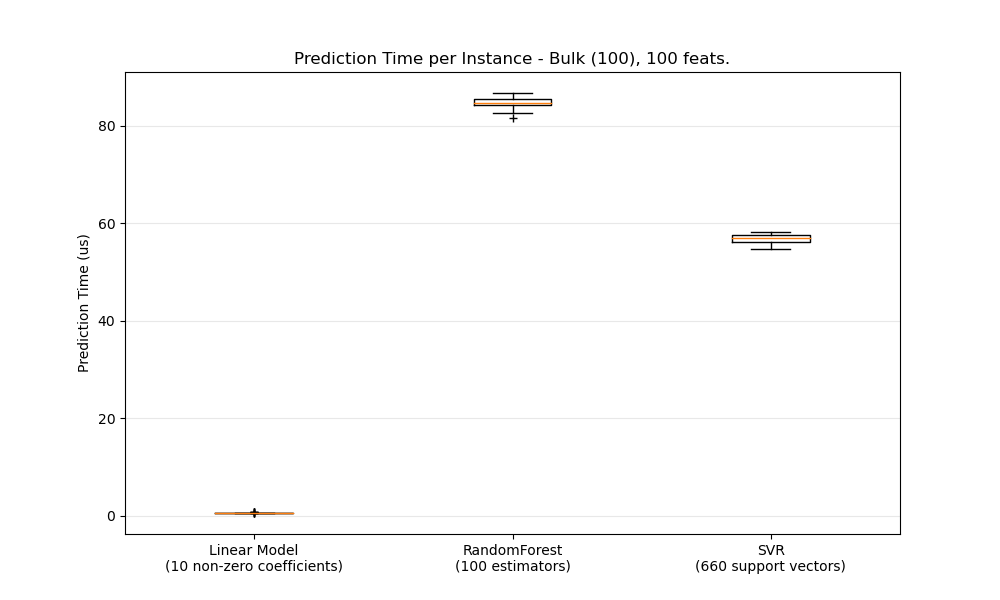 Prediction Time per Instance - Bulk (100), 100 feats.
Prediction Time (us)
80
60
40
20
0
Linear Model
(10 non-zero coefficients)
RandomForest
(100 estimators)
SVR
(660 support vectors)